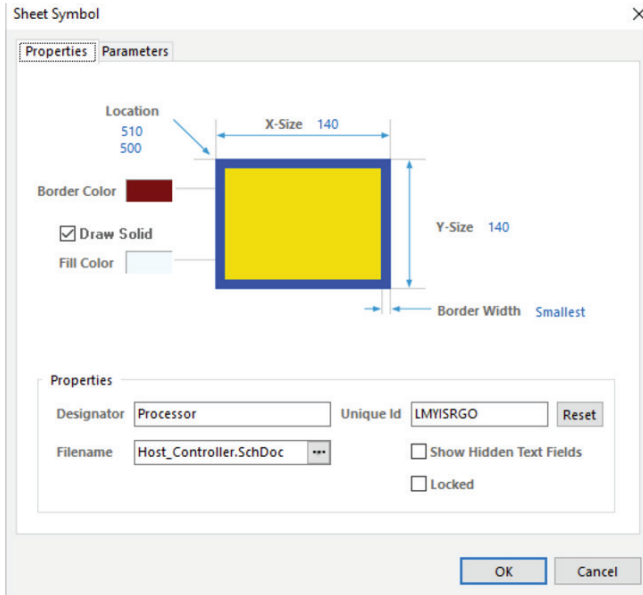 Sheet Symbol
Properties Parameters
Location
510
500
X-Size 140
Border Color
Draw Solid
Fill Color
Y-Size 140
Border Width Smallest
Properties
Designator Processor Unique Id LMYISRGO Reset
Filename Host_Controller.SchDoc ... Show Hidden Text Fields
Locked
OK Cancel